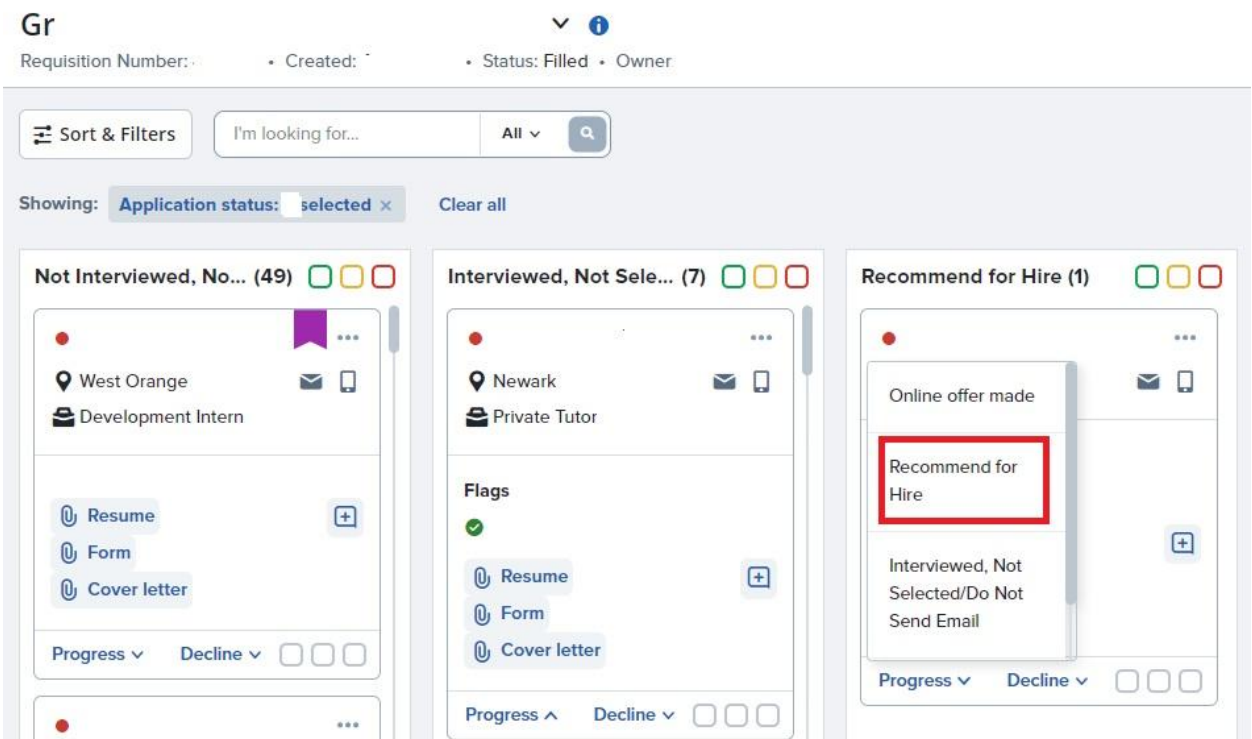 Gr
Requisition Number: • Created: • Status: Filled • Owner
Sort & Filters
I'm looking for...
All
Showing: Application status: selected × Clear all
Not Interviewed, No... (49)
West Orange
Development Intern
Resume
Form
Cover letter
Progress Decline
Interviewed, Not Sele... (7)
Newark
Private Tutor
Flags
Resume
Form
Cover letter
Progress Decline
Recommend for Hire (1)
Online offer made
Recommend for
Hire
Interviewed, Not
Selected/Do Not
Send Email
Progress Decline